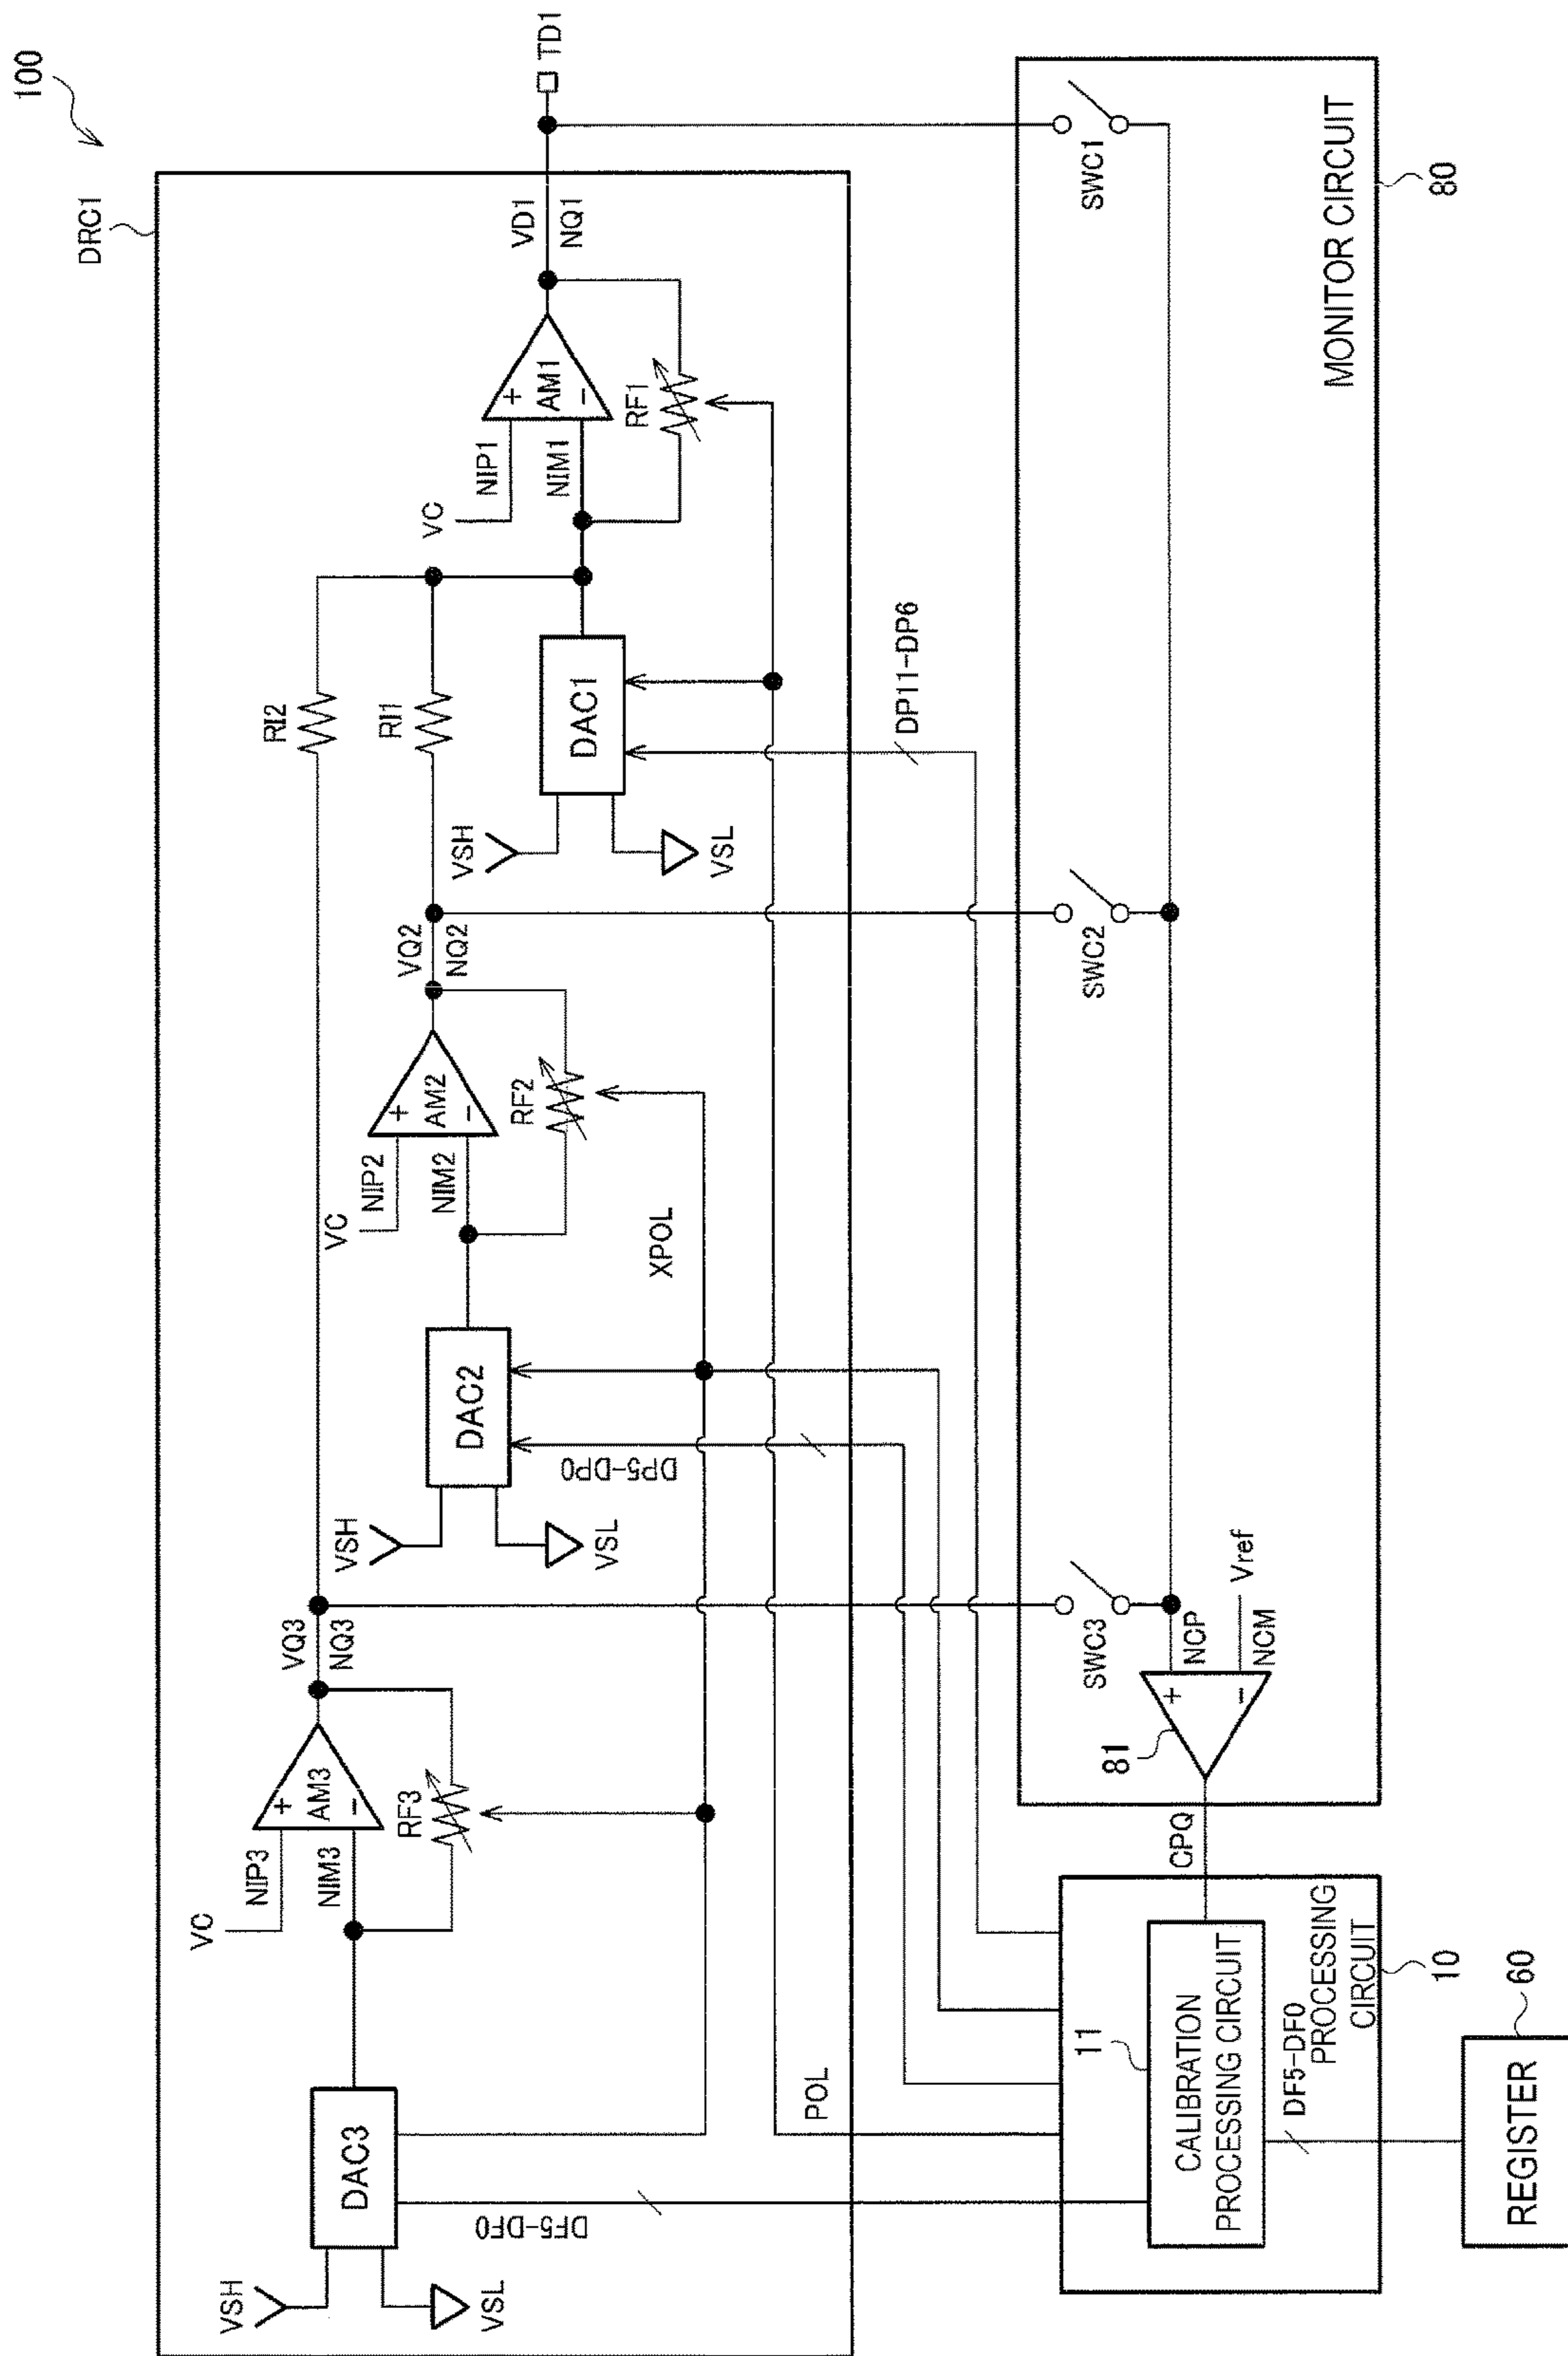 100
DRC1
TD1
VD1
NQ1
AM1
+
−
NIP1
NIM1
VC
RF1
RI2
RI1
DAC1
VSH
VSL
DP11-DP6
VQ2
NQ2
AM2
+
−
NIP2
NIM2
VC
RF2
XPOL
DAC2
VSH
VSL
DP5-DP0
VQ3
NQ3
AM3
+
−
NIP3
NIM3
VC
RF3
DAC3
VSH
VSL
DF5-DF0
POL
SWC1
SWC2
SWC3
MONITOR CIRCUIT
80
NCP
NCM
Vref
+
−
81
CPQ
11
CALIBRATION
PROCESSING CIRCUIT
DF5-DF0
PROCESSING
CIRCUIT
10
REGISTER
60